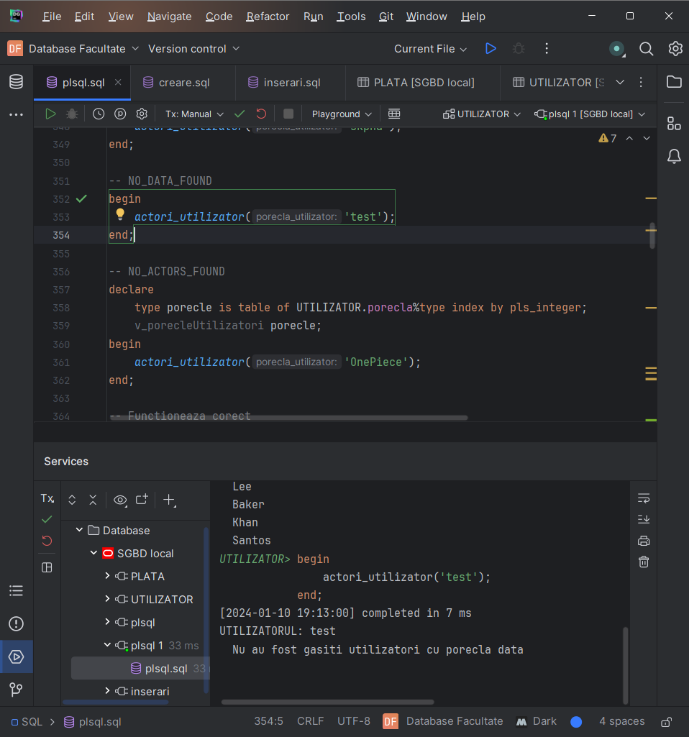 File Edit View Navigate Code Refactor Run Tools Git Window Help
DF Database Facultate Version control Current File
plsql.sql creare.sql inserari.sql PLATA [SGBD local] UTILIZATOR [S
Tx: Manual Playground UTILIZATOR plsql 1 [SGBD local]
7
349 end;
350
351 -- NO_DATA_FOUND
352 begin
353 actori_utilizator( porecla_utilizator: 'test');
354 end;
355
356 -- NO_ACTORS_FOUND
357 declare
358 type porecle is table of UTILIZATOR.porecla%type index by pls_integer;
359 v_porecleUtilizatori porecle;
360 begin
361 actori_utilizator( porecla_utilizator: 'OnePiece');
362 end;
363
364 -- Functioneaza corect
Services
Tx
Database
SGBD local
PLATA
UTILIZATOR
plsql
plsql 1 33 ms
plsql.sql 33
inserari
Lee
Baker
Khan
Santos
UTILIZATOR> begin
actori_utilizator('test');
end;
[2024-01-10 19:13:00] completed in 7 ms
UTILIZATORUL: test
Nu au fost gasiti utilizatori cu porecla data
SQL > plsql.sql 354:5 CRLF UTF-8 DF Database Facultate Dark 4 spaces